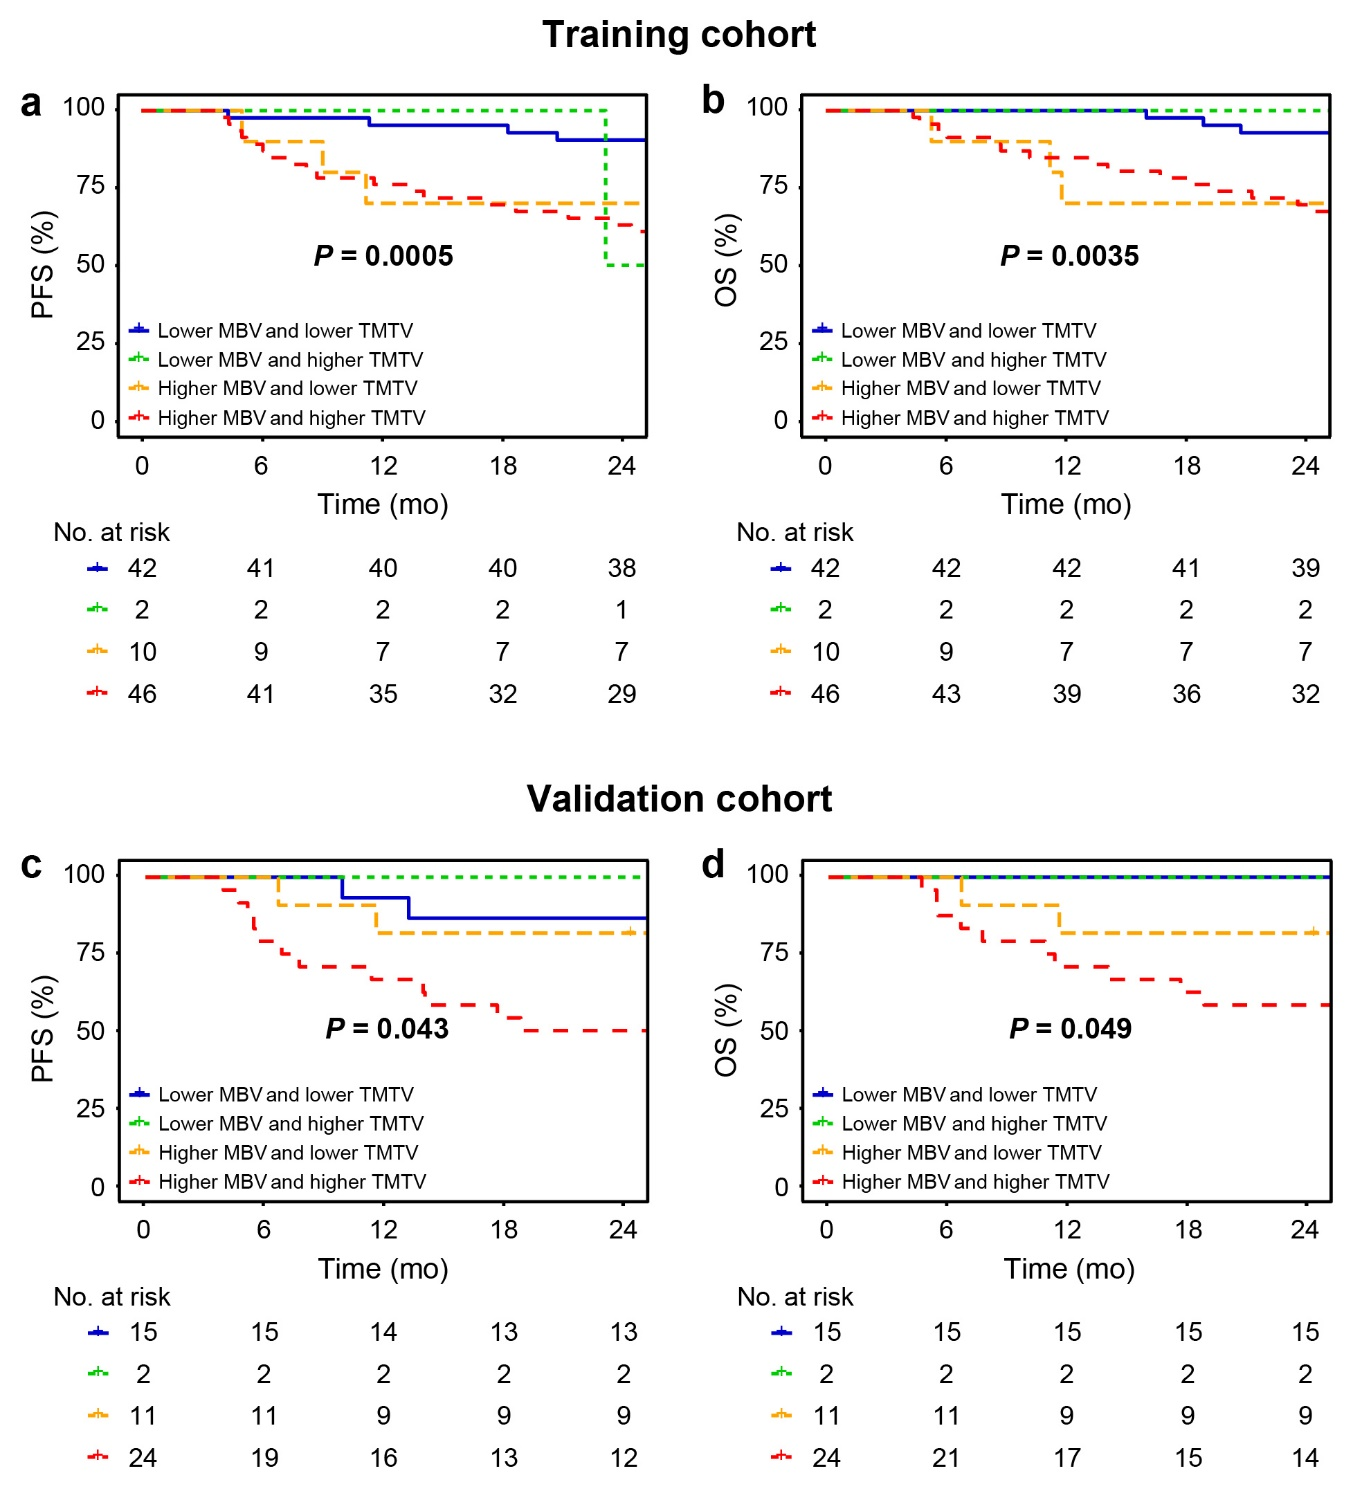 Training cohort
a
100
75
50
25
0
PFS (%)
P = 0.0005
Lower MBV and lower TMTV
Lower MBV and higher TMTV
Higher MBV and lower TMTV
Higher MBV and higher TMTV
0 6 12 18 24
Time (mo)
No. at risk
42 41 40 40 38
2 2 2 2 1
10 9 7 7 7
46 41 35 32 29
b
100
75
50
25
0
OS (%)
P = 0.0035
Lower MBV and lower TMTV
Lower MBV and higher TMTV
Higher MBV and lower TMTV
Higher MBV and higher TMTV
0 6 12 18 24
Time (mo)
No. at risk
42 42 42 41 39
2 2 2 2 2
10 9 7 7 7
46 43 39 36 32
Validation cohort
c
100
75
50
25
0
PFS (%)
P = 0.043
Lower MBV and lower TMTV
Lower MBV and higher TMTV
Higher MBV and lower TMTV
Higher MBV and higher TMTV
0 6 12 18 24
Time (mo)
No. at risk
15 15 14 13 13
2 2 2 2 2
11 11 9 9 9
24 19 16 13 12
d
100
75
50
25
0
OS (%)
P = 0.049
Lower MBV and lower TMTV
Lower MBV and higher TMTV
Higher MBV and lower TMTV
Higher MBV and higher TMTV
0 6 12 18 24
Time (mo)
No. at risk
15 15 15 15 15
2 2 2 2 2
11 11 9 9 9
24 21 17 15 14